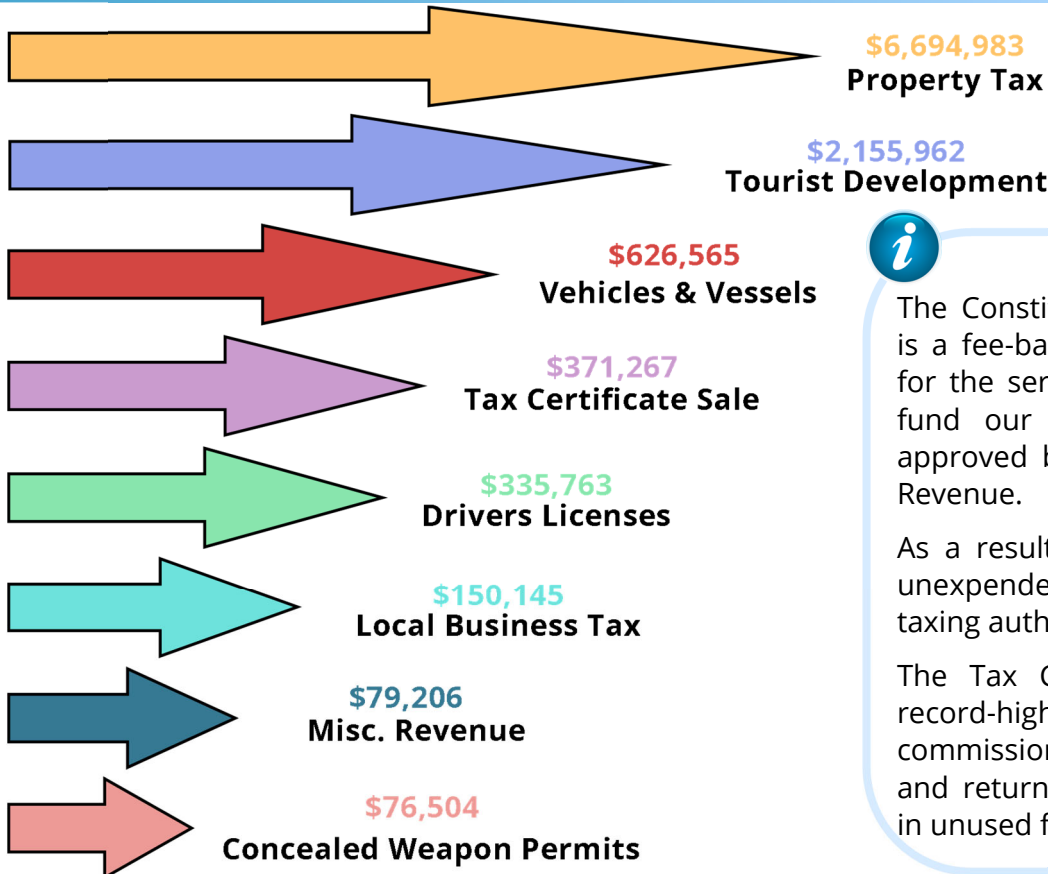 $6,694,983
Property Tax
$2,155,962
Tourist Development
$626,565
Vehicles & Vessels
$371,267
Tax Certificate Sale
$335,763
Drivers Licenses
$150,145
Local Business Tax
$79,206
Misc. Revenue
$76,504
Concealed Weapon Permits
i
The Consti
is a fee-ba
for the ser
fund our
approved b
Revenue.
As a result
unexpende
taxing auth
The Tax C
record-high
commission
and return
in unused f